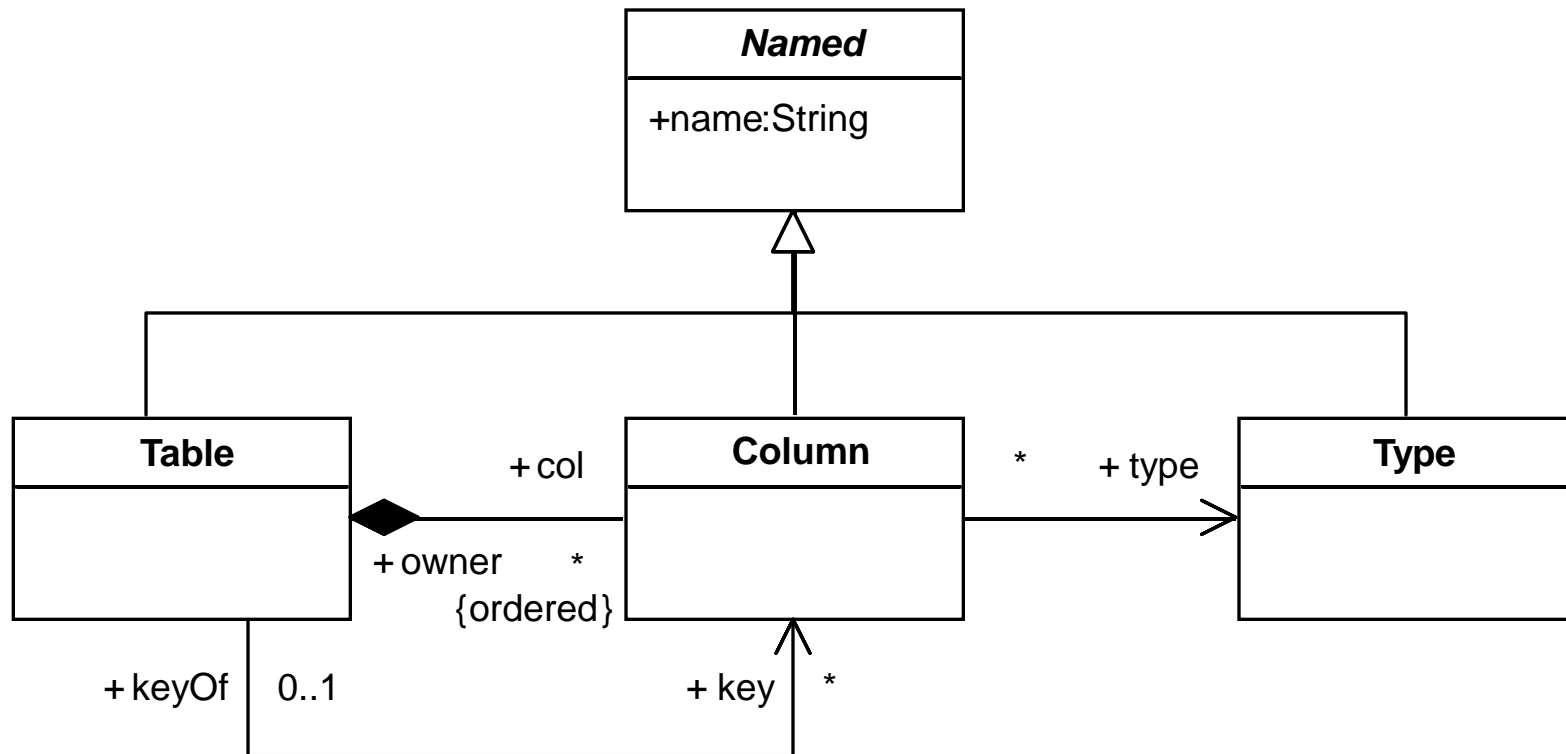 Named
+name:String
Table
Column
Type
+ col
*
+ type
+ owner
*
{ordered}
+ keyOf
0..1
+ key
*